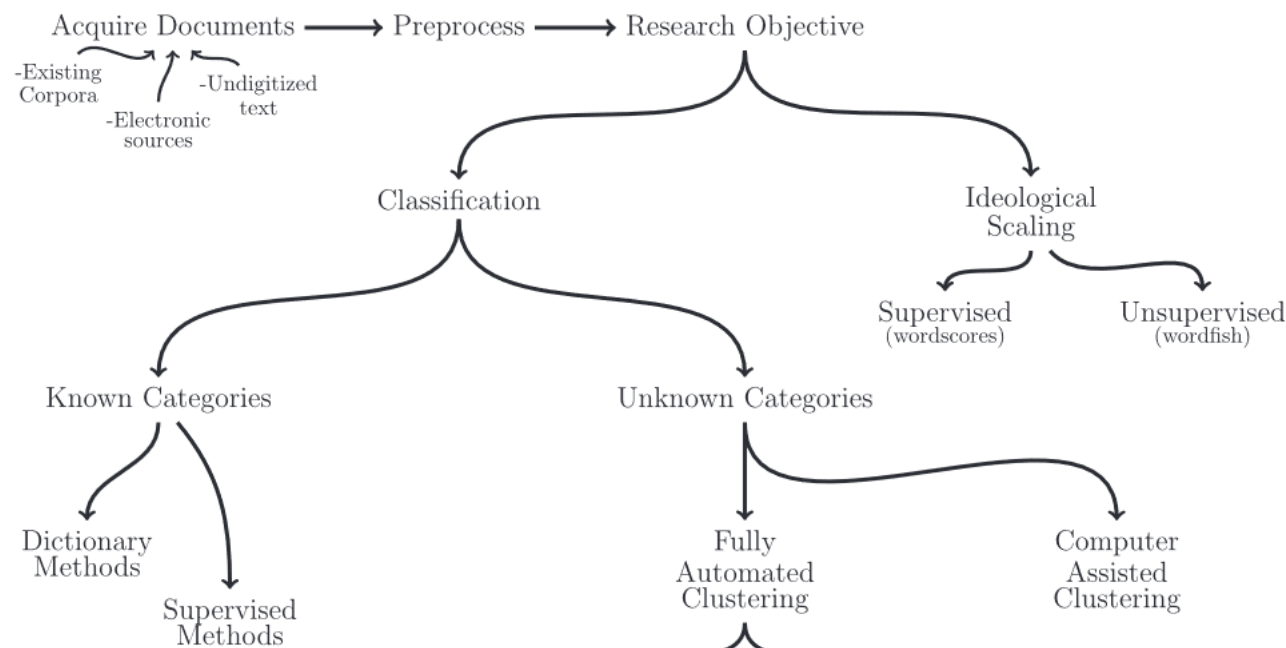 Acquire Documents
Preprocess
Research Objective
-Existing
Corpora
-Undigitized
text
-Electronic
sources
Classification
Ideological
Scaling
Supervised
(wordscores)
Unsupervised
(wordfish)
Known Categories
Unknown Categories
Dictionary
Methods
Supervised
Methods
Fully
Automated
Clustering
Computer
Assisted
Clustering